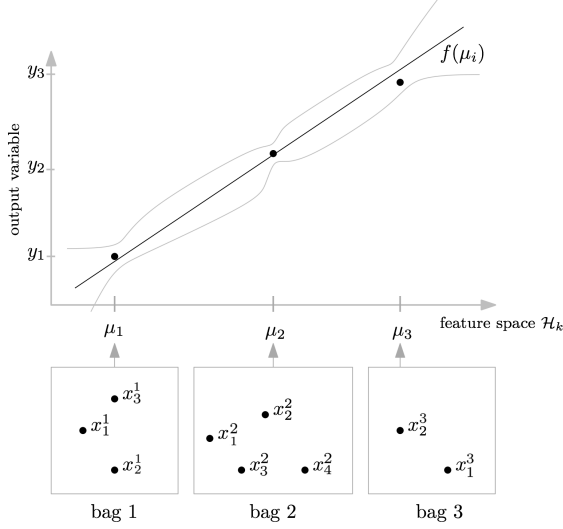 f(μᵢ)
y₃
y₂
y₁
output variable
μ₁ μ₂ μ₃
feature space ℋₖ
x₃¹
x₁¹
x₂¹
bag 1
x₂²
x₁²
x₃² x₄²
bag 2
x₂³
x₁³
bag 3